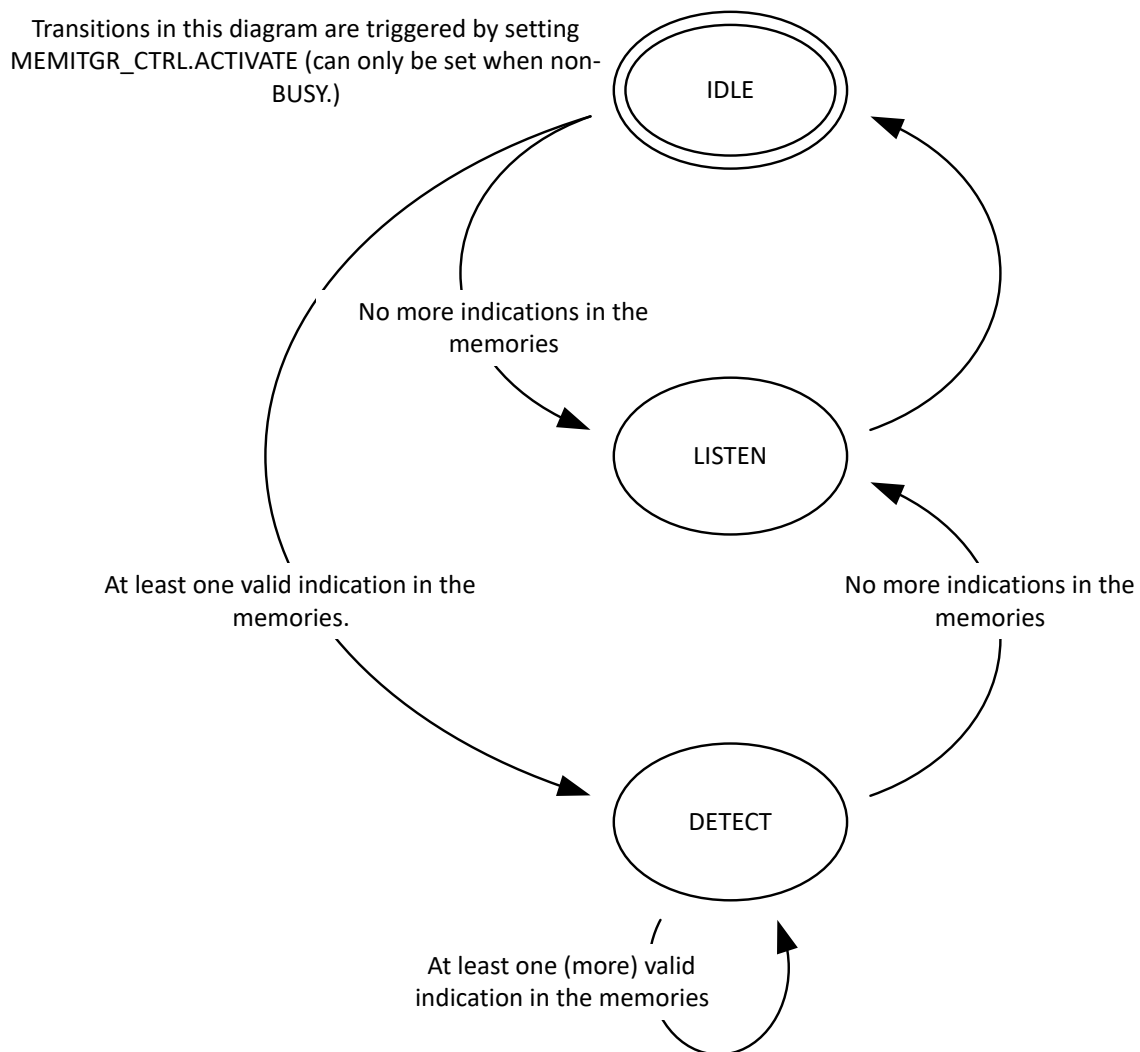 Transitions in this diagram are triggered by setting
MEMITGR_CTRL.ACTIVATE (can only be set when non-
BUSY.)
IDLE
No more indications in the
memories
LISTEN
At least one valid indication in the
memories.
No more indications in the
memories
DETECT
At least one (more) valid
indication in the memories